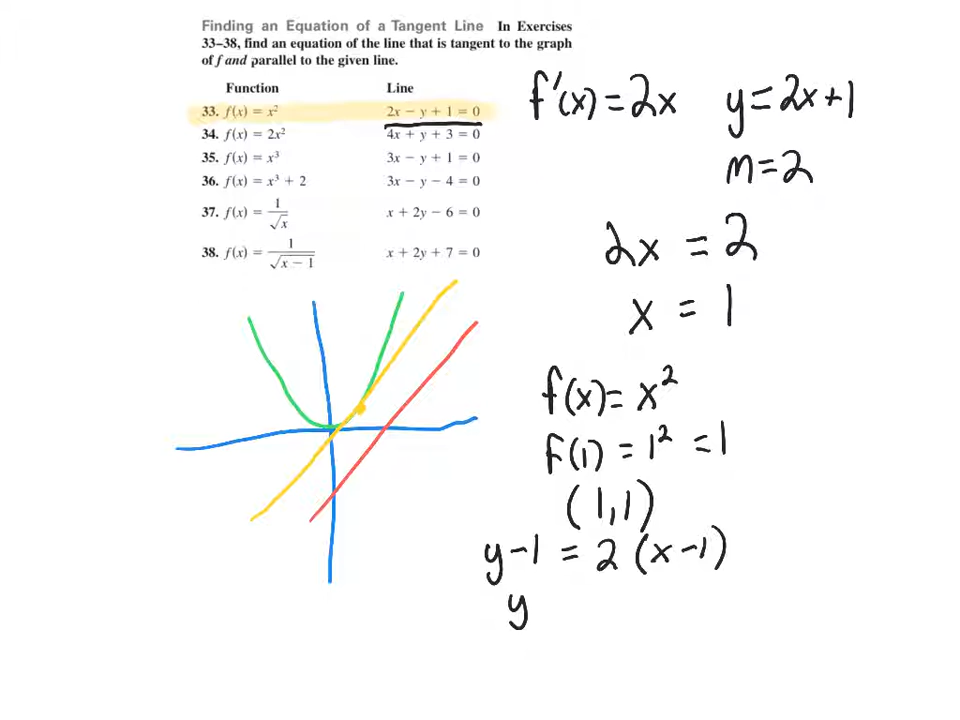 Finding an Equation of a Tangent Line In Exercises
33–38, find an equation of the line that is tangent to the graph
of f and parallel to the given line.
Function Line
33. f(x) = x² 2x − y + 1 = 0
34. f(x) = 2x² 4x + y + 3 = 0
35. f(x) = x³ 3x − y + 1 = 0
36. f(x) = x³ + 2 3x − y − 4 = 0
37. f(x) = 1/√x x + 2y − 6 = 0
38. f(x) = 1/√(x − 1) x + 2y + 7 = 0
f'(x) = 2x y = 2x + 1
m = 2
2x = 2
x = 1
f(x) = x²
f(1) = 1² = 1
(1,1)
y − 1 = 2 (x − 1)
y